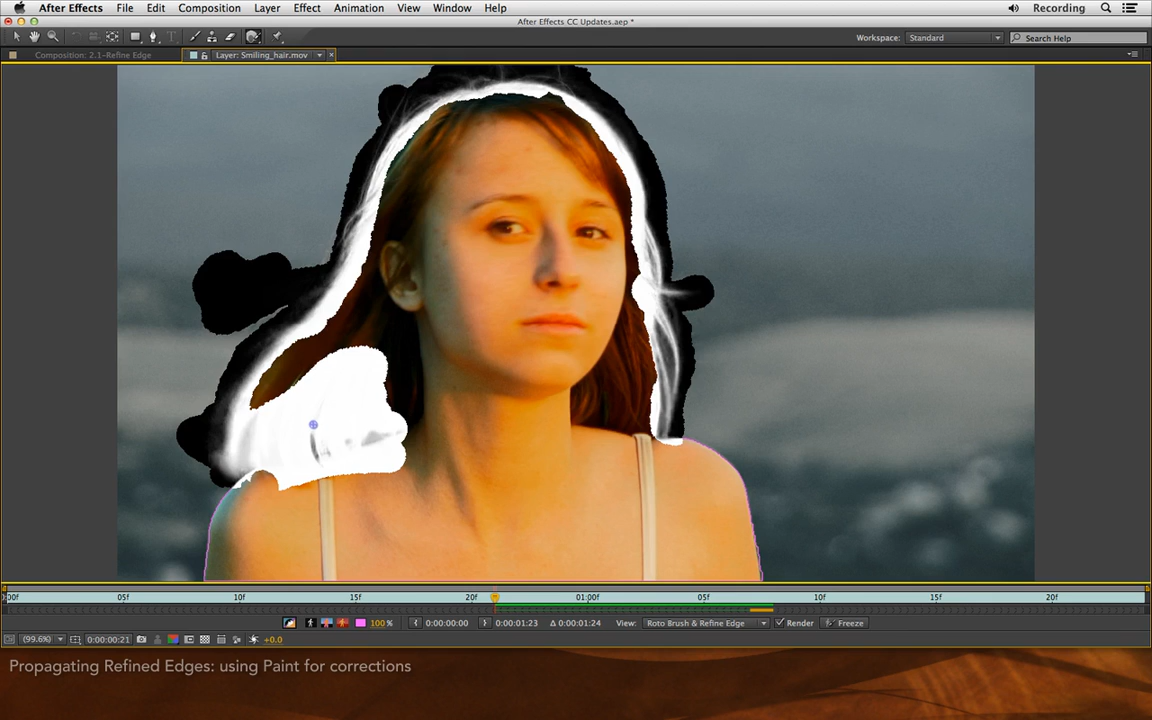 After Effects File Edit Composition Layer Effect Animation View Window Help Recording
After Effects CC Updates.aep *
Workspace: Standard Search Help
Composition: 2.1-Refine Edge Layer: Smiling_hair.mov
00f 05f 10f 15f 20f 01:00f 05f 10f 15f 20f
100 % 0:00:00:00 0:00:01:23 Δ 0:00:01:24 View: Roto Brush & Refine Edge Render Freeze
(99.6%) 0:00:00:21 +0.0
Propagating Refined Edges: using Paint for corrections